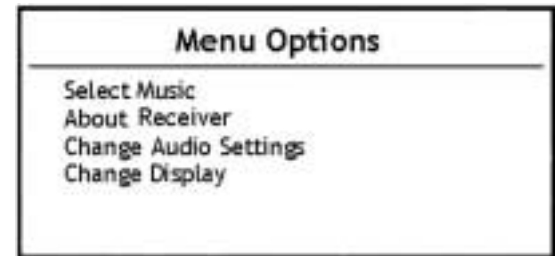 Menu Options
Select Music
About Receiver
Change Audio Settings
Change Display